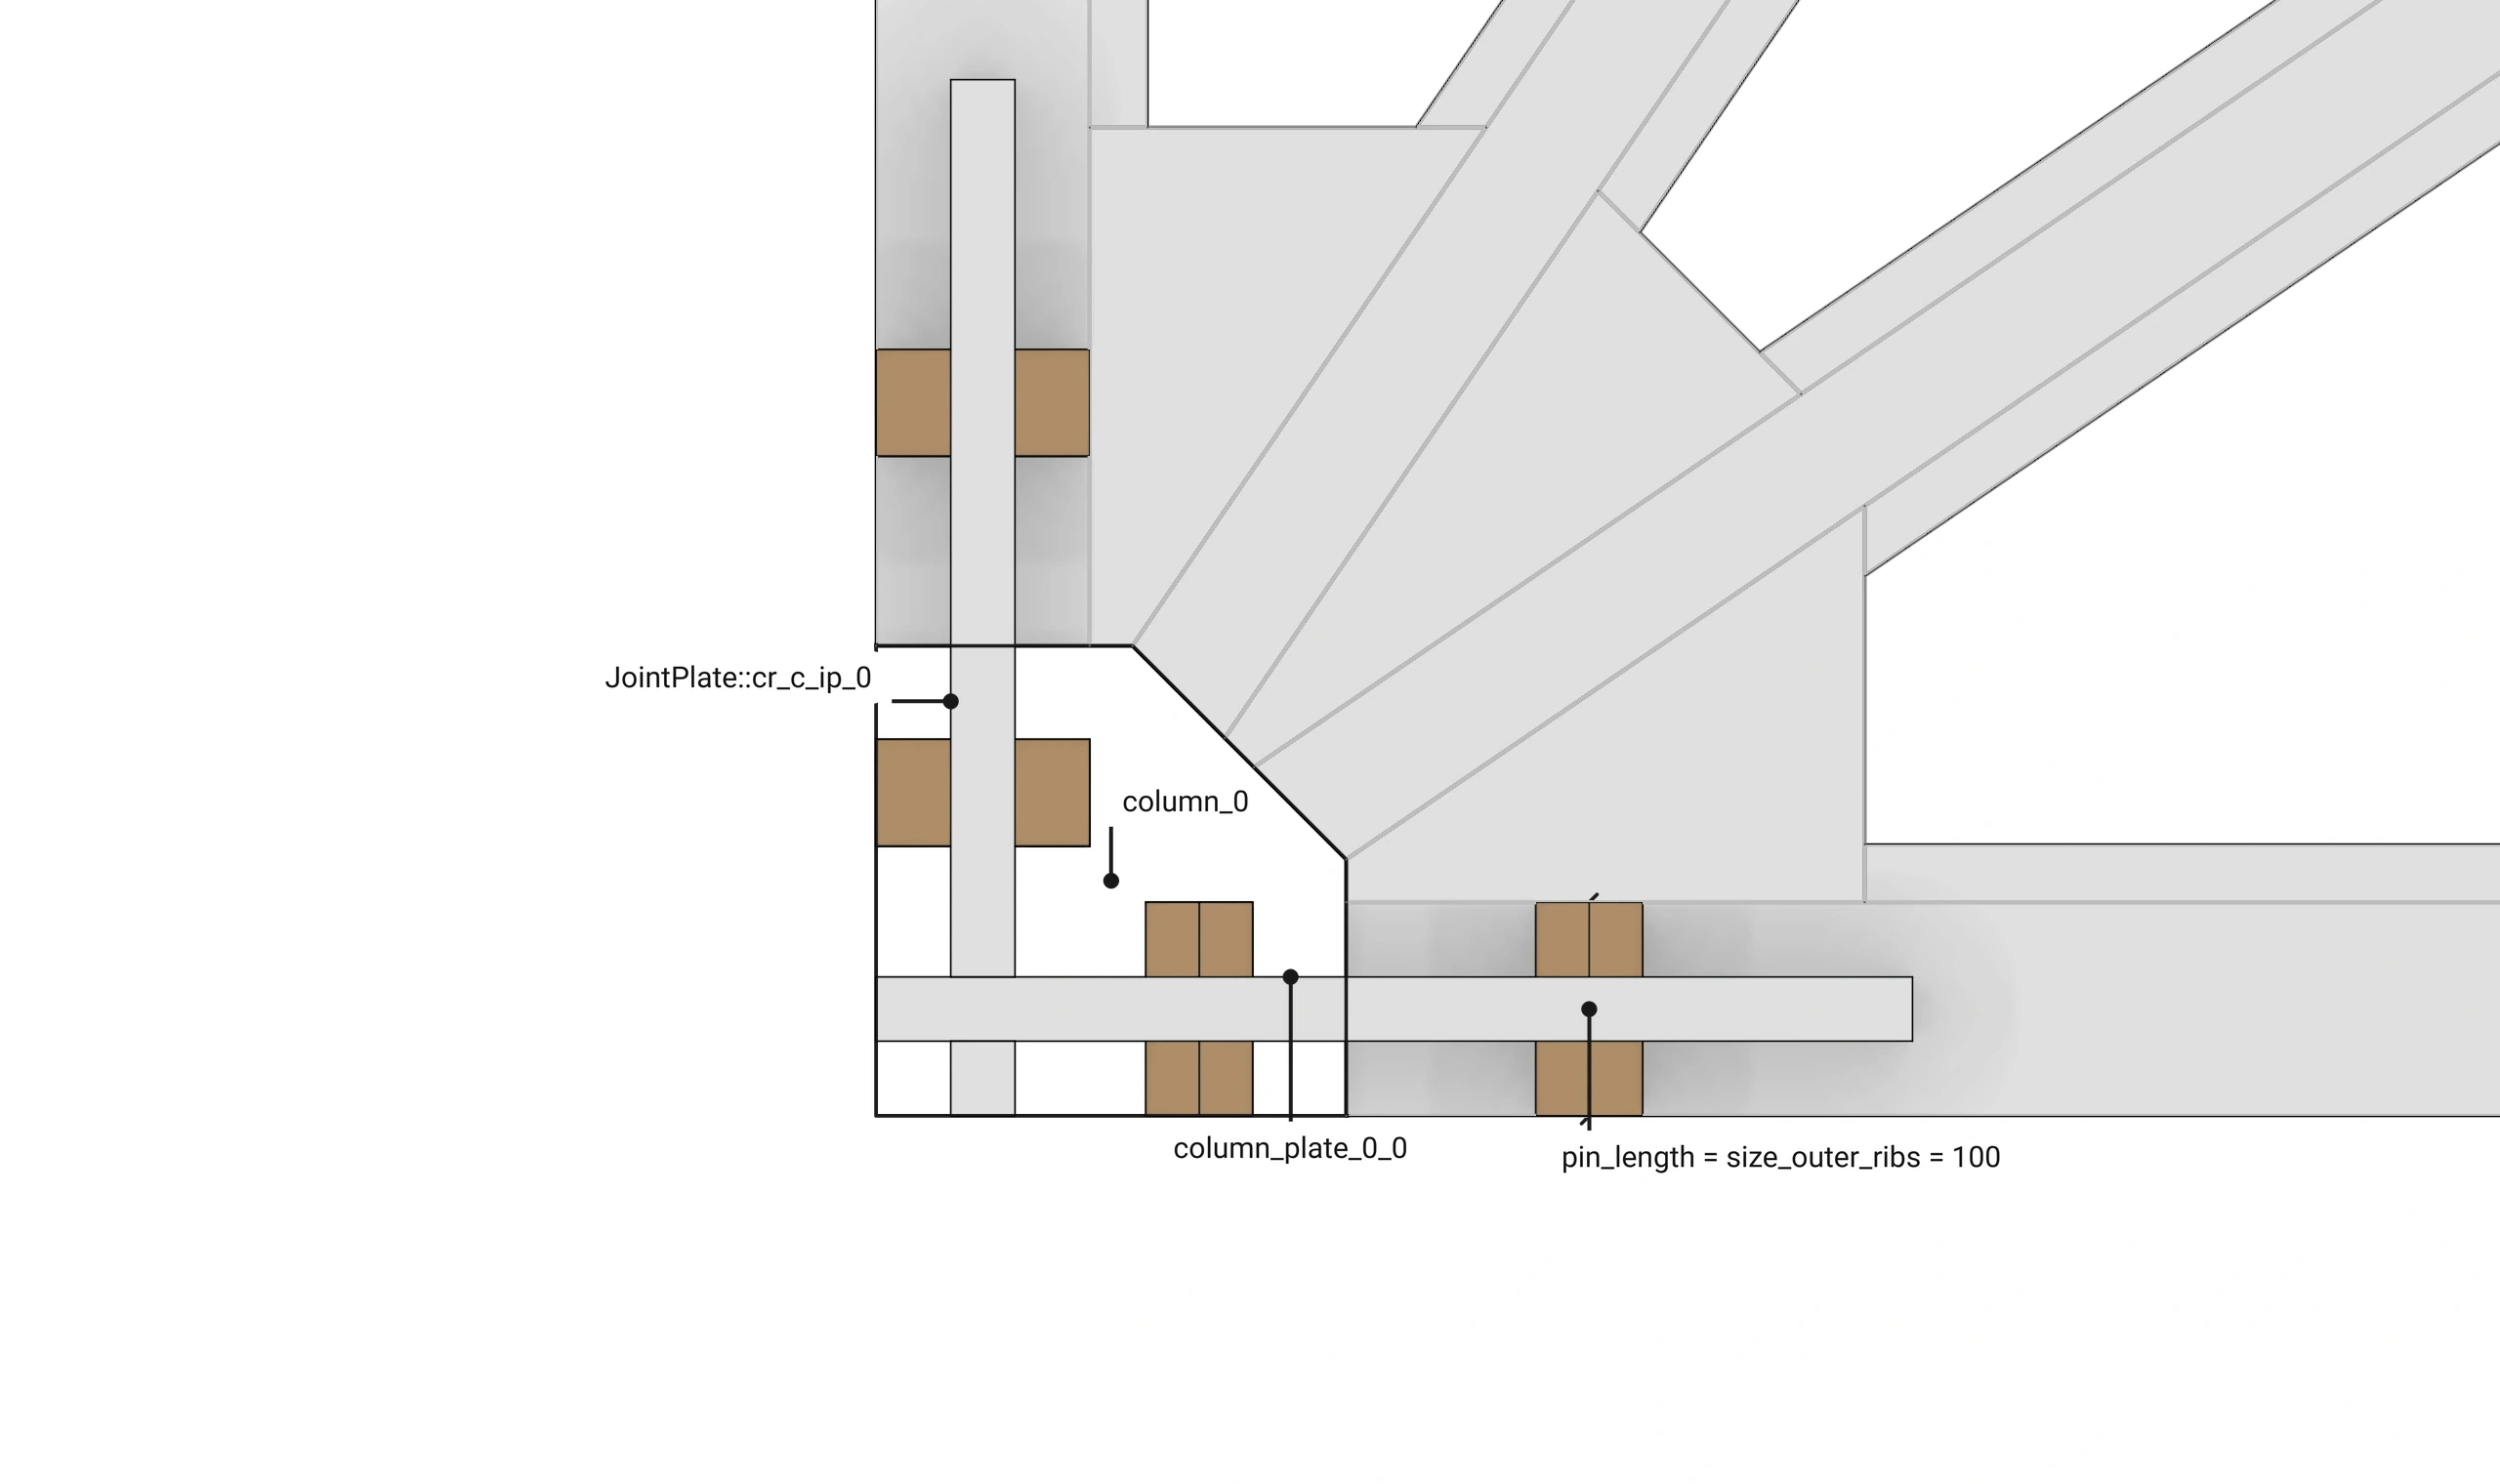 JointPlate::cr_c_ip_0
column_0
column_plate_0_0
pin_length = size_outer_ribs = 100